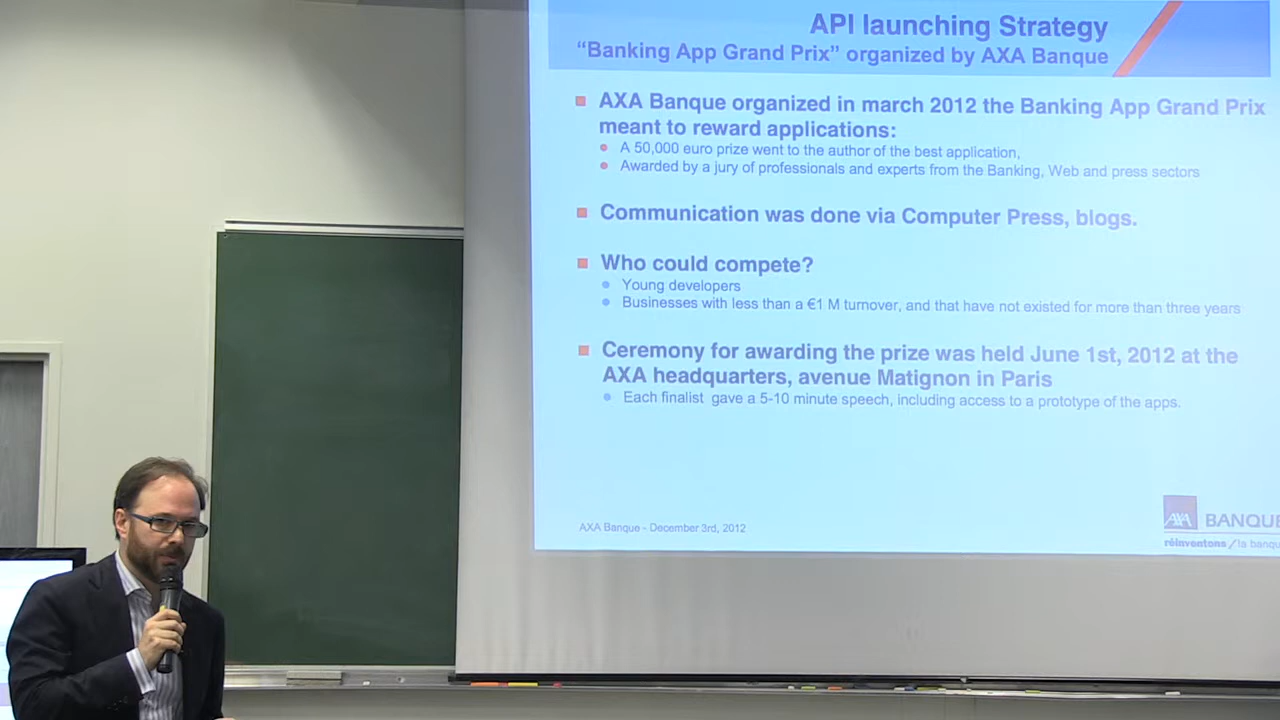 API launching Strategy
“Banking App Grand Prix” organized by AXA Banque
AXA Banque organized in march 2012 the Banking App Grand Prix
meant to reward applications:
A 50,000 euro prize went to the author of the best application,
Awarded by a jury of professionals and experts from the Banking, Web and press sectors
Communication was done via Computer Press, blogs.
Who could compete?
Young developers
Businesses with less than a €1 M turnover, and that have not existed for more than three years
Ceremony for awarding the prize was held June 1st, 2012 at the
AXA headquarters, avenue Matignon in Paris
Each finalist gave a 5-10 minute speech, including access to a prototype of the apps.
AXA Banque - December 3rd, 2012
AXA BANQUE
réinventons / la banqu